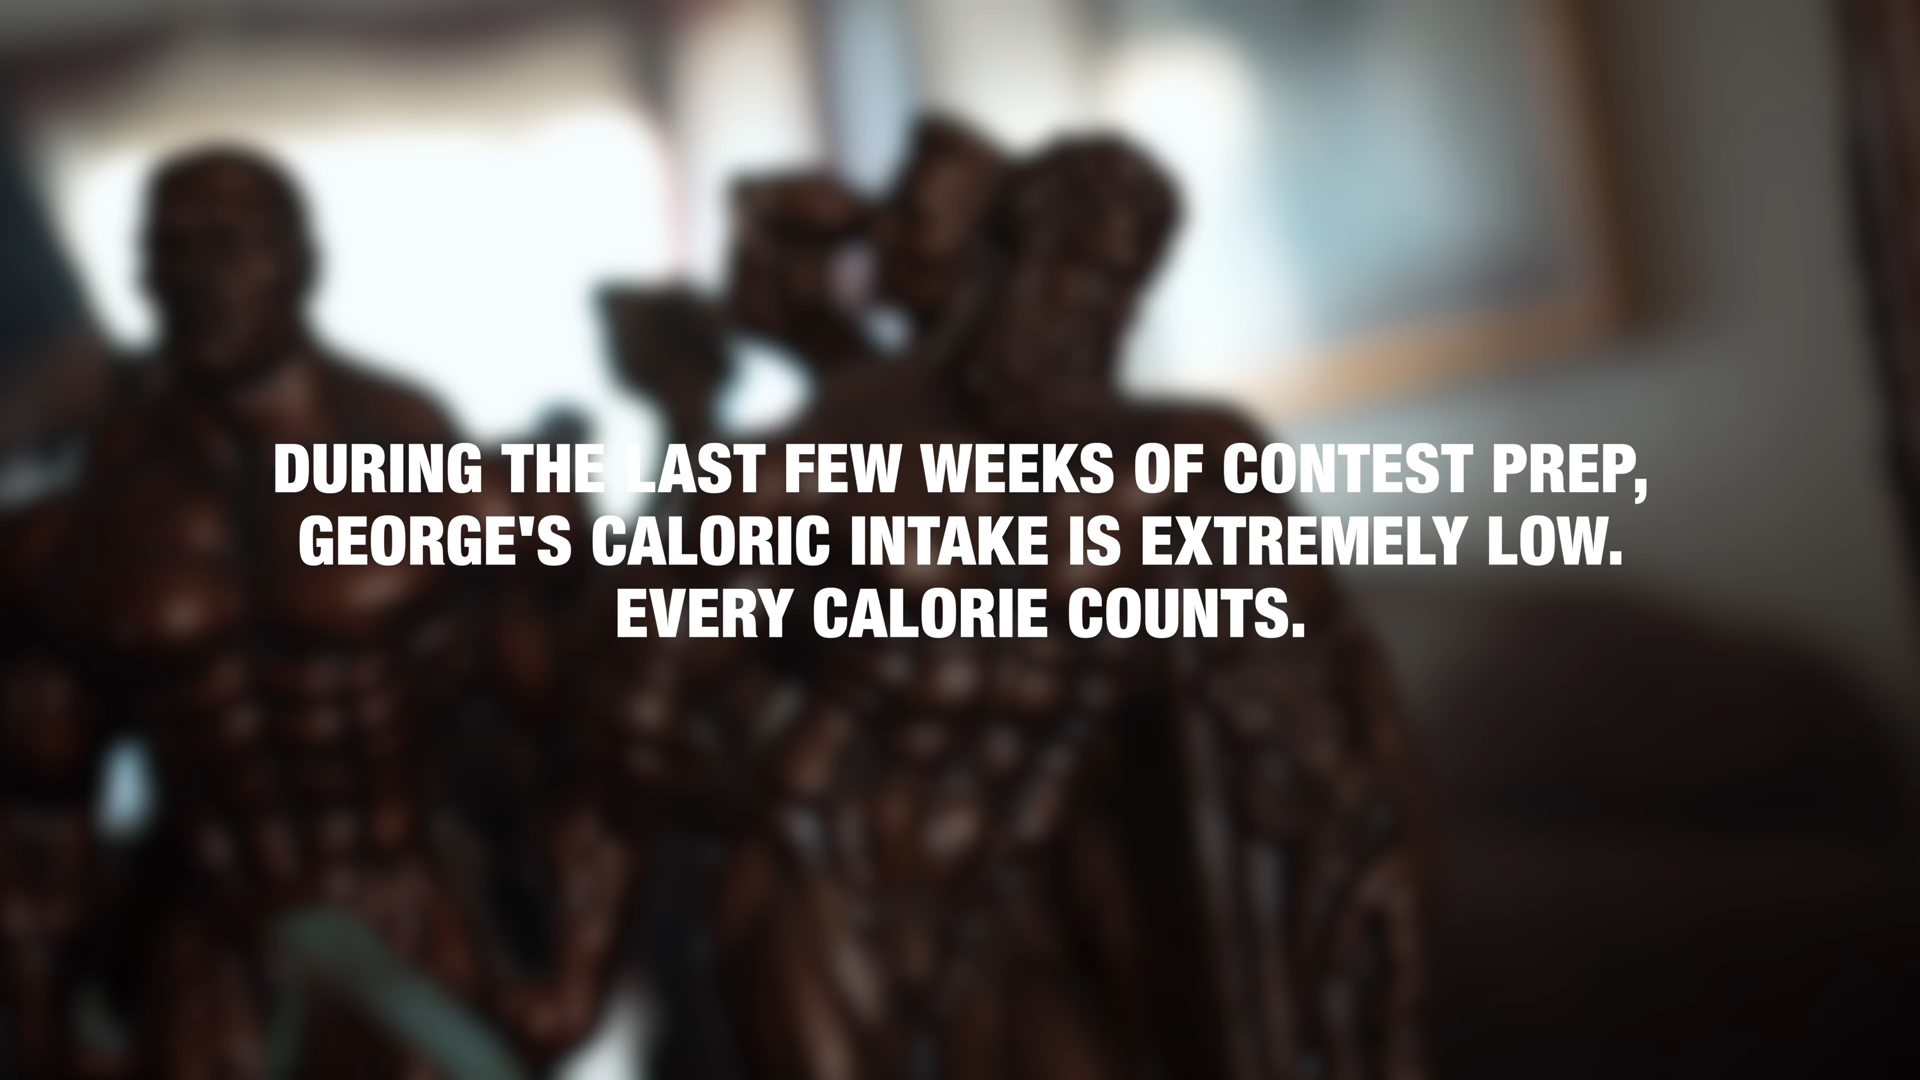 DURING THE LAST FEW WEEKS OF CONTEST PREP,
GEORGE'S CALORIC INTAKE IS EXTREMELY LOW.
EVERY CALORIE COUNTS.